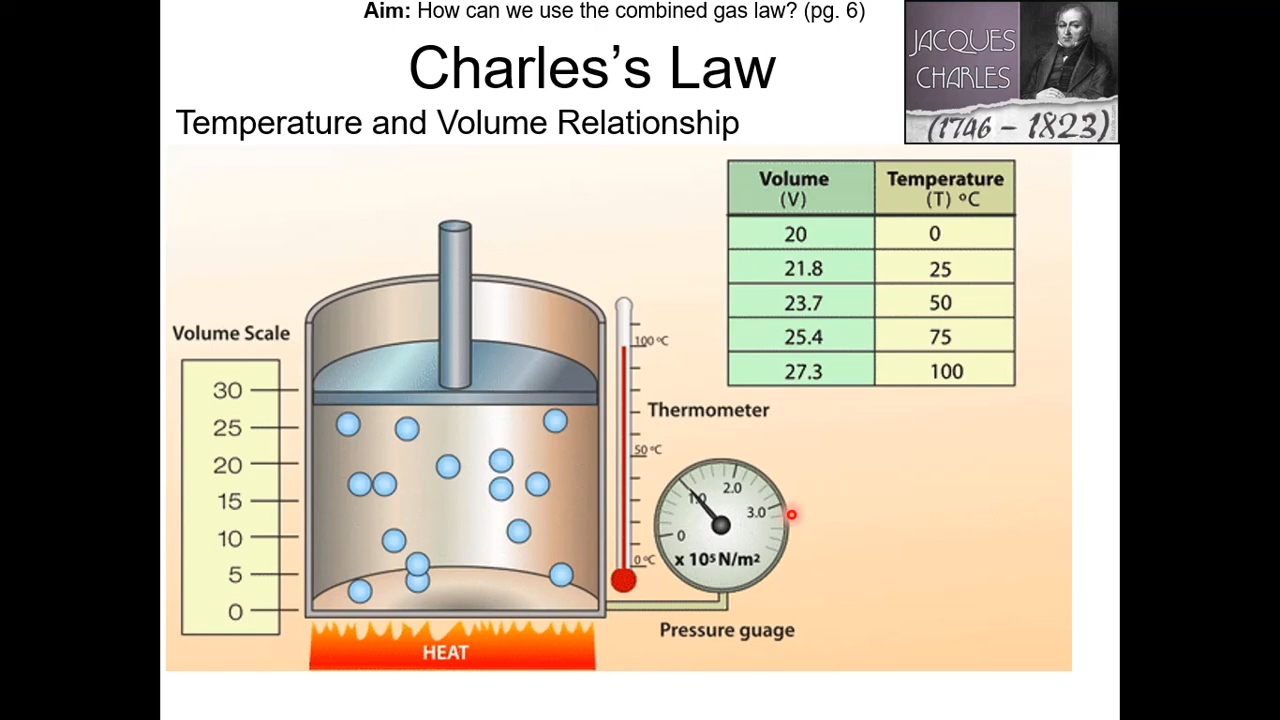 Aim: How can we use the combined gas law? (pg. 6)
Charles's Law
JACQUES
CHARLES
(1746 – 1823)
Temperature and Volume Relationship
Volume Temperature
(V) (T) ºC
20 0
21.8 25
23.7 50
25.4 75
27.3 100
Volume Scale
30
25
20
15
10
5
0
100 ºC
50 ºC
0 ºC
Thermometer
0
1.0
2.0
3.0
x 10⁵ N/m²
Pressure guage
HEAT